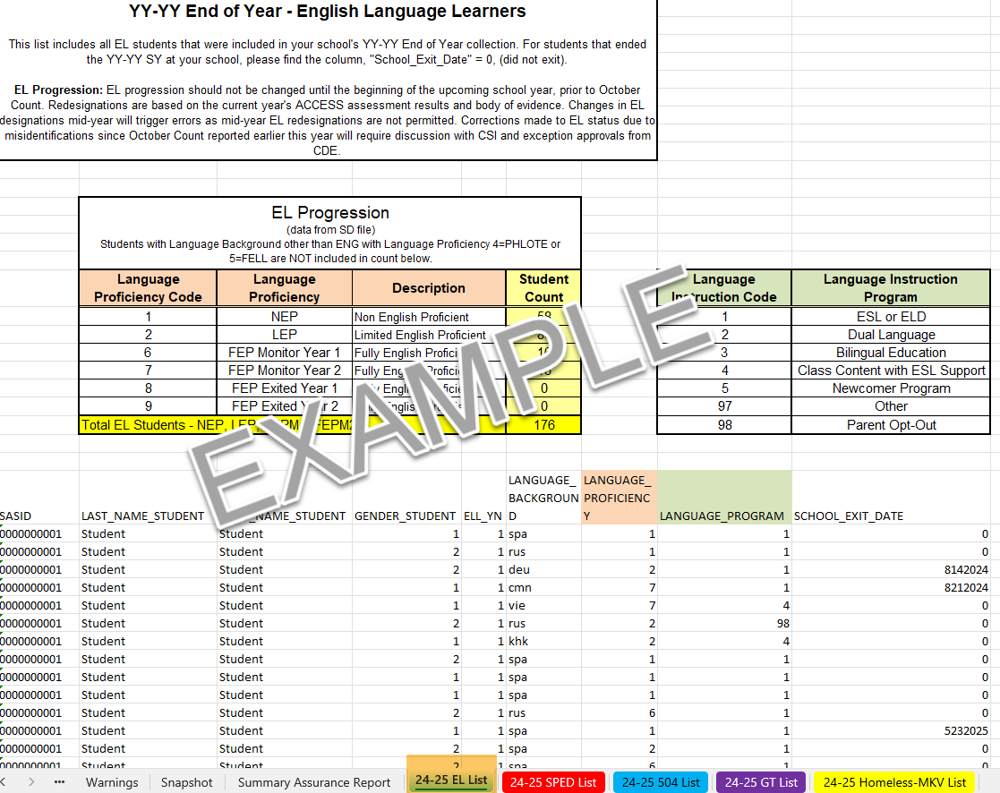 YY-YY End of Year - English Language Learners
This list includes all EL students that were included in your school's YY-YY End of Year collection. For students that ended
the YY-YY SY at your school, please find the column, "School_Exit_Date" = 0, (did not exit).
EL Progression: EL progression should not be changed until the beginning of the upcoming school year, prior to October
Count. Redesignations are based on the current year's ACCESS assessment results and body of evidence. Changes in EL
designations mid-year will trigger errors as mid-year EL redesignations are not permitted. Corrections made to EL status due to
misidentifications since October Count reported earlier this year will require discussion with CSI and exception approvals from
CDE.
EL Progression
(data from SD file)
Students with Language Background other than ENG with Language Proficiency 4=PHLOTE or
5=FELL are NOT included in count below.
Language Proficiency Code Language Proficiency Description Student Count Language Instruction Code Language Instruction Program
1 NEP Non English Proficient 58 1 ESL or ELD
2 LEP Limited English Proficient 2 Dual Language
6 FEP Monitor Year 1 Fully English 3 Bilingual Education
7 FEP Monitor Year 2 Fully 4 Class Content with ESL Support
8 FEP Exited Year 1 0 5 Newcomer Program
9 FEP Exited 2 0 97 Other
Total EL Students - NEP, 176 98 Parent Opt-Out
EXAMPLE
SASID LAST_NAME_STUDENT NAME_STUDENT GENDER_STUDENT ELL_YN LANGUAGE_BACKGROUND LANGUAGE_PROFICIENCY LANGUAGE_PROGRAM SCHOOL_EXIT_DATE
0000000001 Student Student 1 1 spa 1 1 0
0000000001 Student Student 2 1 rus 1 1 0
0000000001 Student Student 2 1 deu 2 1 8142024
0000000001 Student Student 1 1 cmn 7 1 8212024
0000000001 Student Student 1 1 vie 7 4 0
0000000001 Student Student 2 1 rus 2 98 0
0000000001 Student Student 1 1 khk 2 4 0
0000000001 Student Student 2 1 spa 1 1 0
0000000001 Student Student 1 1 spa 1 1 0
0000000001 Student Student 1 1 spa 1 1 0
0000000001 Student Student 2 1 rus 6 1 0
0000000001 Student Student 1 1 spa 1 1 5232025
0000000001 Student Student 2 1 spa 2 1 0
0000000001 Student Student 2 1 spa 6 1 0
Warnings Snapshot Summary Assurance Report 24-25 EL List 24-25 SPED List 24-25 504 List 24-25 GT List 24-25 Homeless-MKV List